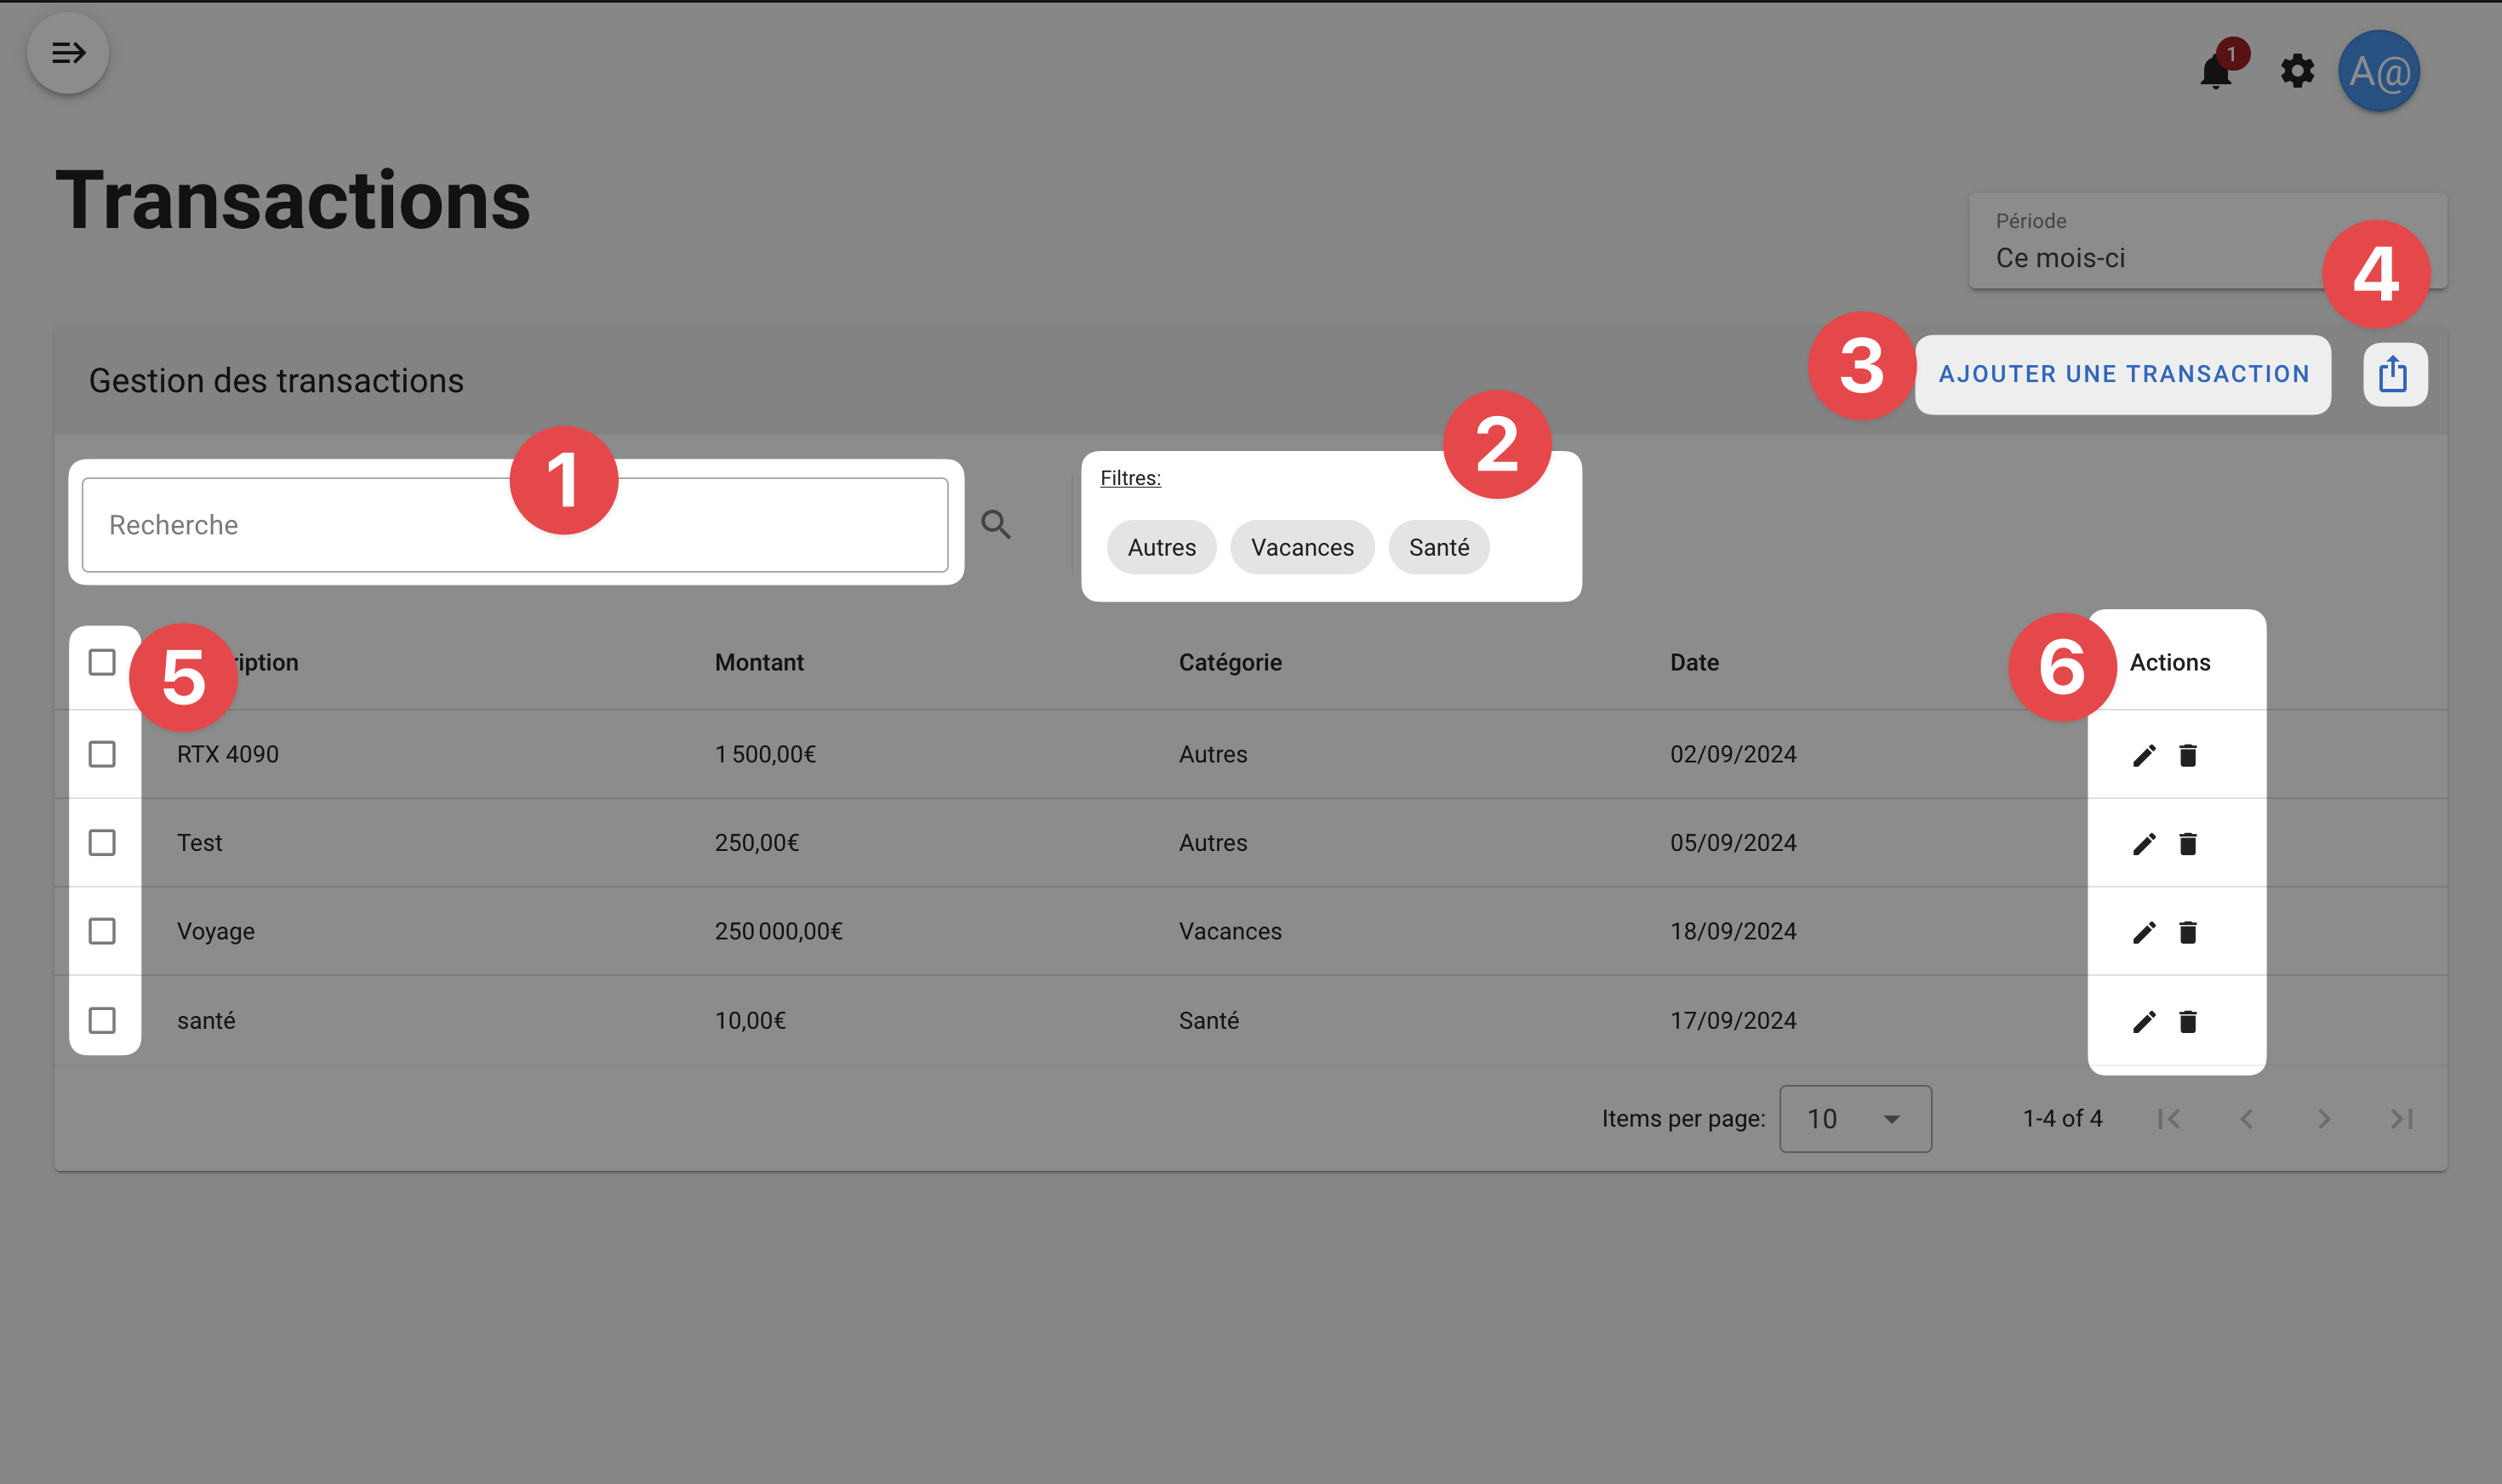 1
A@
Transactions
Période
Ce mois-ci
4
3
AJOUTER UNE TRANSACTION
Gestion des transactions
1
Recherche
2
Filtres:
Autres Vacances Santé
5
ription Montant Catégorie Date
6
Actions
RTX 4090 1 500,00€ Autres 02/09/2024
Test 250,00€ Autres 05/09/2024
Voyage 250 000,00€ Vacances 18/09/2024
santé 10,00€ Santé 17/09/2024
Items per page: 10 1-4 of 4